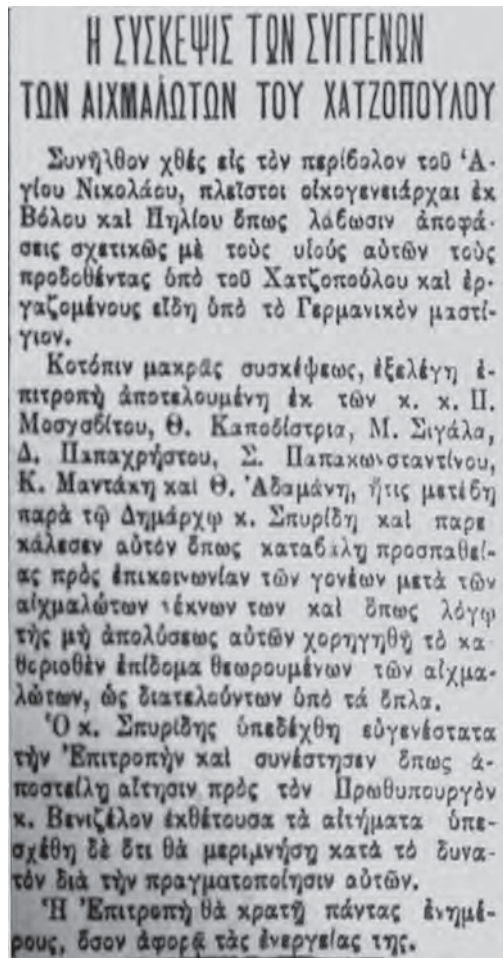 Η ΣΥΣΚΕΨΙΣ ΤΩΝ ΣΥΓΓΕΝΩΝ
ΤΩΝ ΑΙΧΜΑΛΩΤΩΝ ΤΟΥ ΧΑΤΖΟΠΟΥΛΟΥ
Συνῆλθον χθές εἰς τὸν περίβολον τοῦ Ἁ-
γίου Νικολάου, πλεῖστοι οἰκογενειάρχαι ἐκ
Βόλου καὶ Πηλίου ὅπως λάβωσιν ἀποφά-
σεις σχετικῶς μὲ τοὺς υἱοὺς αὐτῶν τοὺς
προδοθέντας ὑπὸ τοῦ Χατζοπούλου καὶ ἐρ-
γαζομένους εἴδη ὑπὸ τὸ Γερμανικὸν μαστί-
γιον.
Κοτόπιν μακρᾶς συσκέψεως, ἐξελέγη ἐ-
πιτροπὴ ἀποτελουμένη ἐκ τῶν κ. κ. Π.
Μοσυσβίτου, Θ. Καποδίστρια, Μ. Σιγάλα,
Δ. Παπαχρήστου, Σ. Παπακωνσταντίνου,
Κ. Μαντάκη καὶ Θ. Ἀδαμάνη, ἥτις μετέβη
παρὰ τῷ Δημάρχῳ κ. Σπυρίδη καὶ παρε
κάλεσεν αὐτὸν ὅπως καταβάλῃ προσπαθεί-
ας πρὸς ἐπικοινωνίαν τῶν γονέων μετὰ τῶν
αἰχμαλώτων τέκνων των καὶ ὅπως λόγῳ
τῆς μὴ ἀπολύσεως αὐτῶν χορηγηθῇ τὸ κα
θεριοθὲν ἐπίδομα θεωρουμένων τῶν αἰχμα-
λώτων, ὡς διατελούντων ὑπὸ τά ὅπλα.
Ὁ κ. Σπυρίδης ὑπεδέχθη εὐγενέστατα
τὴν Ἐπιτροπὴν καὶ συνέστησεν ὅπως ἀ-
ποστείλῃ αἴτησιν πρὸς τὸν Πρωθυπουργὸν
κ. Βενιζέλον ἐκθέτουσα τὰ αἰτήματα ὑπε-
σχέθη δὲ ὅτι θὰ μεριμνήσῃ κατὰ τὸ δυνα-
τὸν διὰ τὴν πραγματοποίησιν αὐτῶν.
Ἡ Ἐπιτροπὴ θὰ κρατῇ πάντας ἐνημέ-
ρους, ὅσον ἀφορᾷ τὰς ἐνεργείας της.